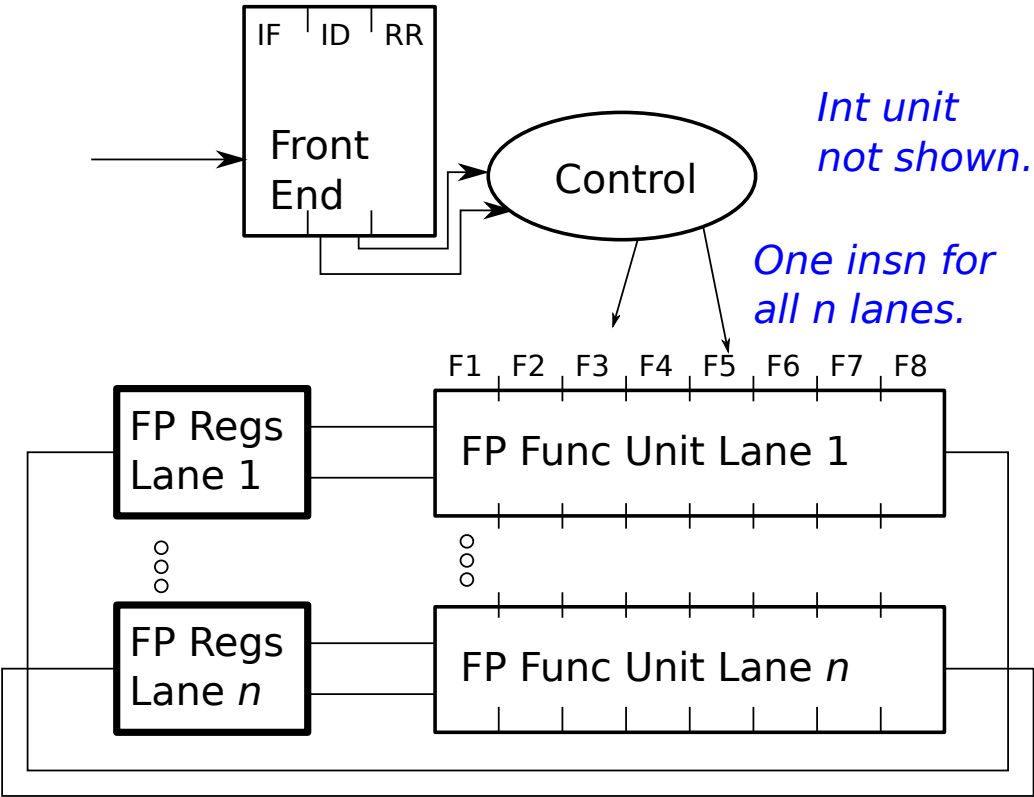 IF ID RR
Front
End
Control
Int unit
not shown.
One insn for
all n lanes.
F1 F2 F3 F4 F5 F6 F7 F8
FP Regs
Lane 1
FP Func Unit Lane 1
FP Regs
Lane n
FP Func Unit Lane n